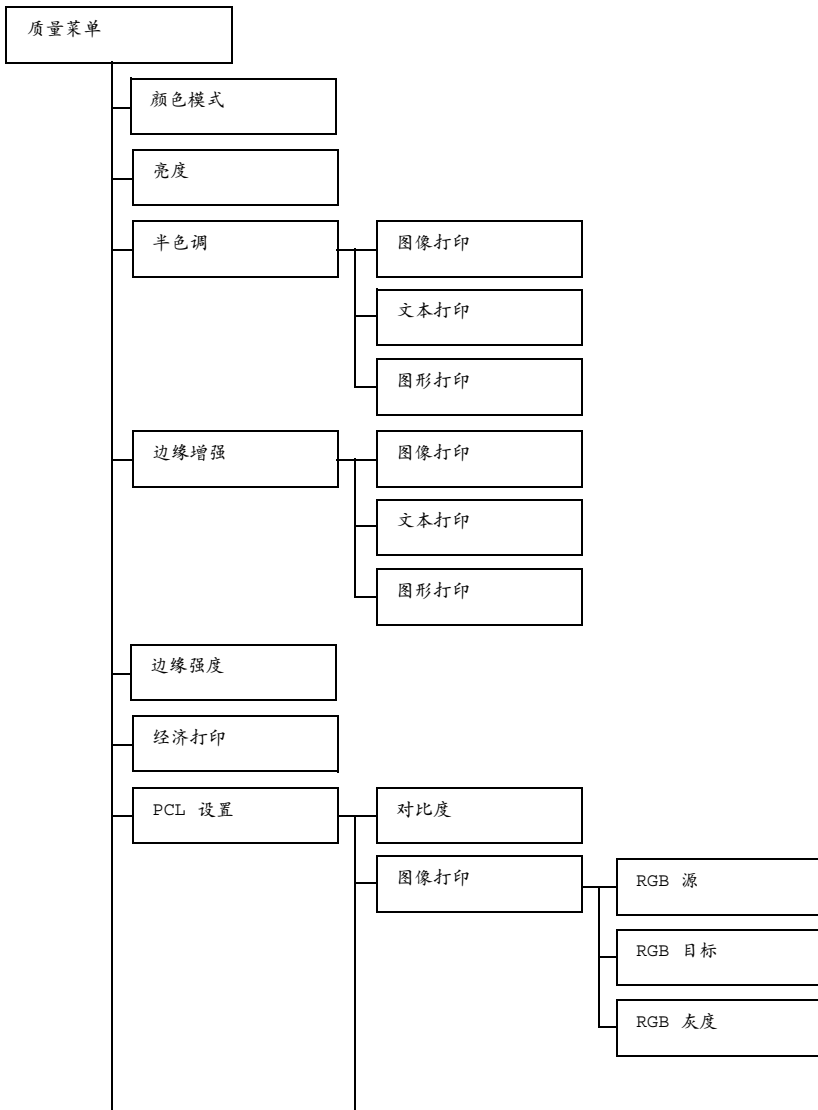 质量菜单
颜色模式
亮度
半色调
图像打印
文本打印
图形打印
边缘增强
图像打印
文本打印
图形打印
边缘强度
经济打印
PCL 设置
对比度
图像打印
RGB 源
RGB 目标
RGB 灰度